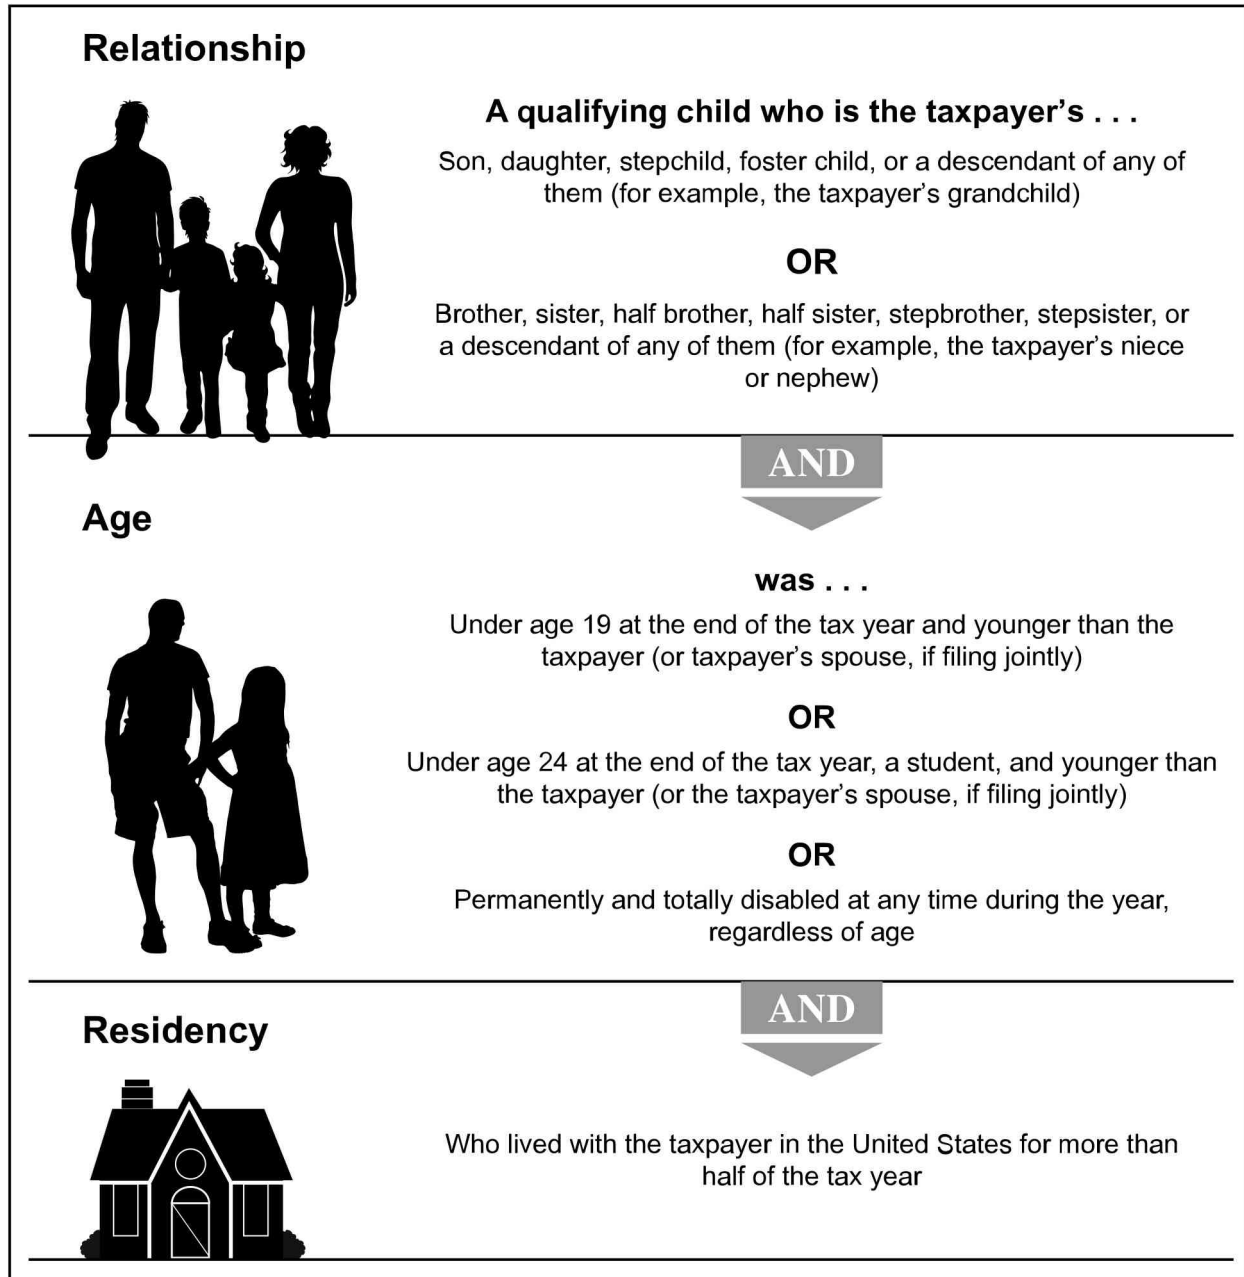 Relationship
A qualifying child who is the taxpayer’s . . .
Son, daughter, stepchild, foster child, or a descendant of any of
them (for example, the taxpayer’s grandchild)
OR
Brother, sister, half brother, half sister, stepbrother, stepsister, or
a descendant of any of them (for example, the taxpayer’s niece
or nephew)
AND
Age
was . . .
Under age 19 at the end of the tax year and younger than the
taxpayer (or taxpayer’s spouse, if filing jointly)
OR
Under age 24 at the end of the tax year, a student, and younger than
the taxpayer (or the taxpayer’s spouse, if filing jointly)
OR
Permanently and totally disabled at any time during the year,
regardless of age
AND
Residency
Who lived with the taxpayer in the United States for more than
half of the tax year